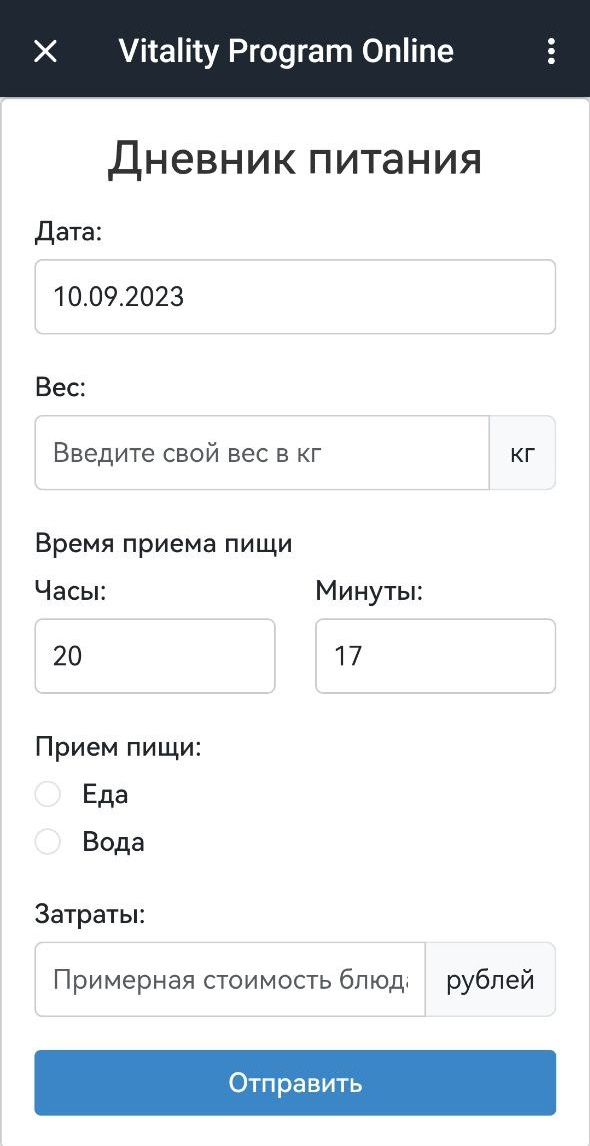 Vitality Program Online
Дневник питания
Дата:
10.09.2023
Вес:
Введите свой вес в кг
кг
Время приема пищи
Часы: Минуты:
20 17
Прием пищи:
Еда
Вода
Затраты:
Примерная стоимость блюд
рублей
Отправить